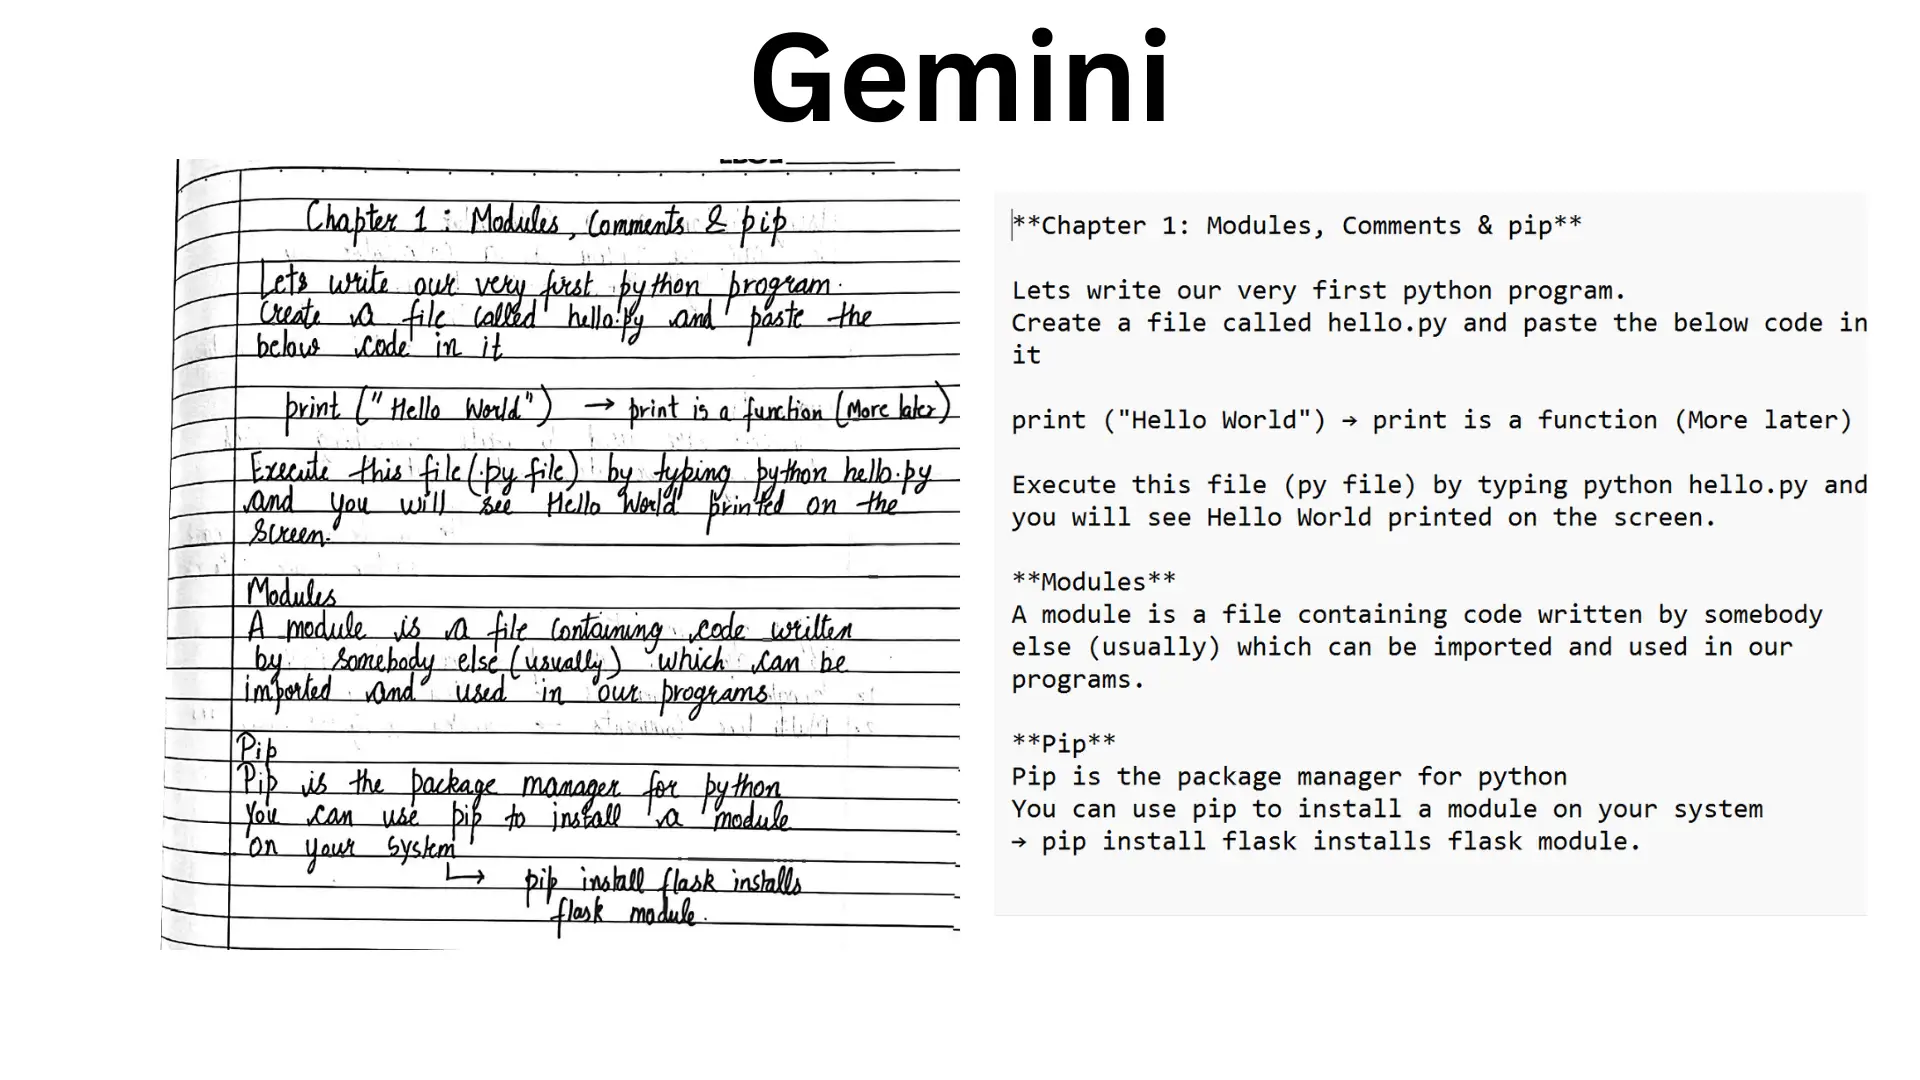 Gemini
Chapter 1 : Modules, Comments & pip
Lets write our very first python program.
Create a file called hello.py and paste the
below code in it
print ("Hello World") → print is a function (More later)
Execute this file (.py file) by typing python hello.py
and you will see Hello World printed on the
screen.
Modules
A module is a file containing code written
by somebody else (usually) which can be
imported and used in our programs
Pip
Pip is the package manager for python
You can use pip to install a module
on your system
↳ pip install flask installs
flask module.
**Chapter 1: Modules, Comments & pip**
Lets write our very first python program.
Create a file called hello.py and paste the below code in
it
print ("Hello World") → print is a function (More later)
Execute this file (py file) by typing python hello.py and
you will see Hello World printed on the screen.
**Modules**
A module is a file containing code written by somebody
else (usually) which can be imported and used in our
programs.
**Pip**
Pip is the package manager for python
You can use pip to install a module on your system
→ pip install flask installs flask module.